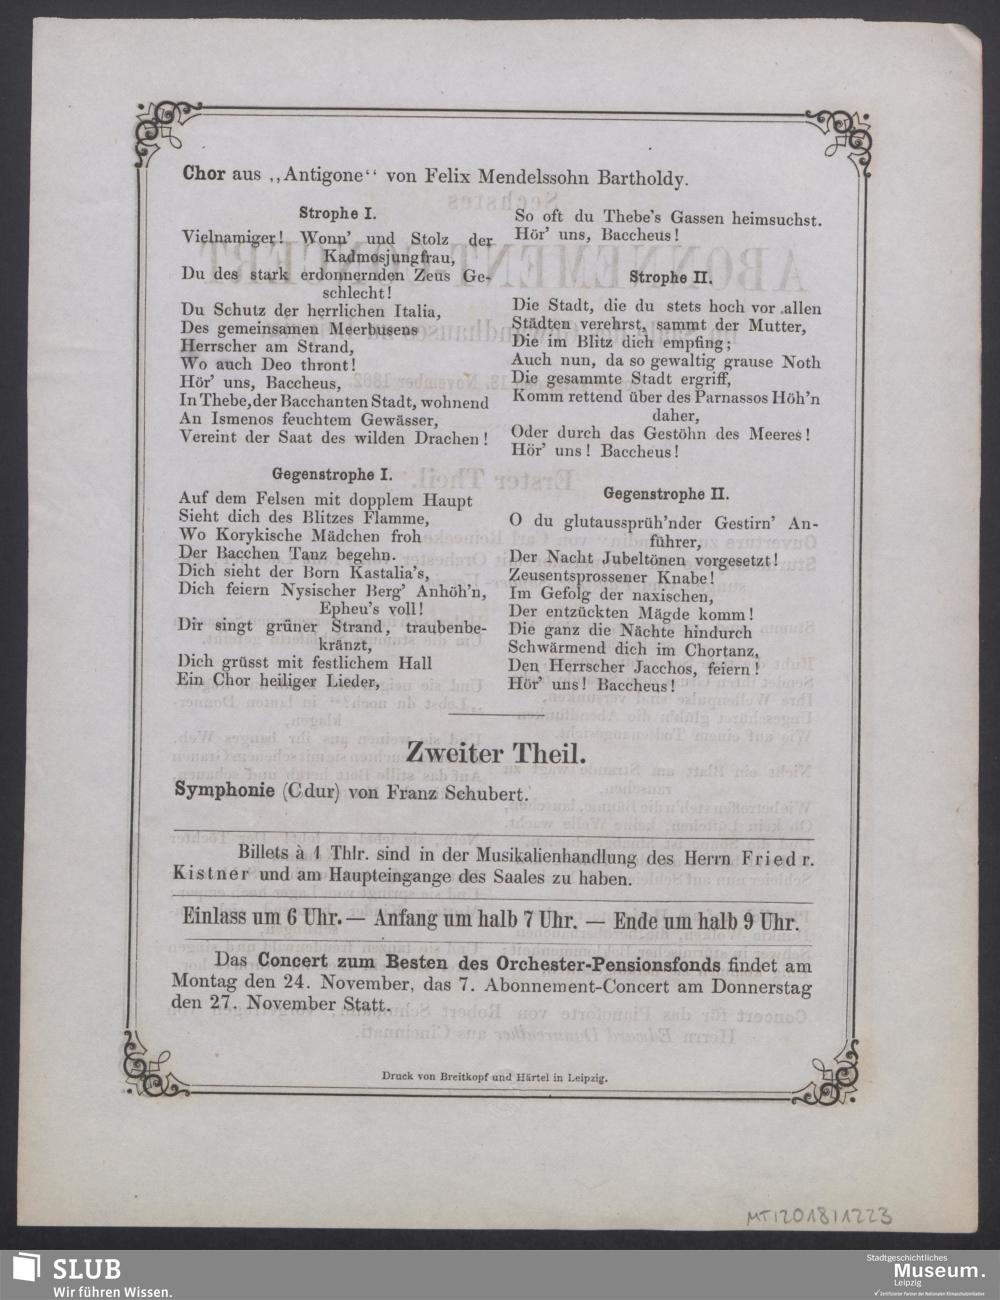 Chor aus ,,Antigone“ von Felix Mendelssohn Bartholdy.
Strophe I.
Vielnamiger! Wonn’ und Stolz der
Kadmosjungfrau,
Du des stark erdonnernden Zeus Ge-
schlecht!
Du Schutz der herrlichen Italia,
Des gemeinsamen Meerbusens
Herrscher am Strand,
Wo auch Deo thront!
Hör’ uns, Baccheus,
In Thebe, der Bacchanten Stadt, wohnend
An Ismenos feuchtem Gewässer,
Vereint der Saat des wilden Drachen!
Gegenstrophe I.
Auf dem Felsen mit dopplem Haupt
Sieht dich des Blitzes Flamme,
Wo Korykische Mädchen froh
Der Bacchen Tanz begehn.
Dich sieht der Born Kastalia’s,
Dich feiern Nysischer Berg’ Anhöh’n,
Epheu’s voll!
Dir singt grüner Strand, traubenbe-
kränzt,
Dich grüsst mit festlichem Hall
Ein Chor heiliger Lieder,
So oft du Thebe’s Gassen heimsuchst.
Hör’ uns, Baccheus!
Strophe II.
Die Stadt, die du stets hoch vor allen
Städten verehrst, sammt der Mutter,
Die im Blitz dich empfing;
Auch nun, da so gewaltig grause Noth
Die gesammte Stadt ergriff,
Komm rettend über des Parnassos Höh’n
daher,
Oder durch das Gestöhn des Meeres!
Hör’ uns! Baccheus!
Gegenstrophe II.
O du glutaussprüh’nder Gestirn’ An-
führer,
Der Nacht Jubeltönen vorgesetzt!
Zeusentsprossener Knabe!
Im Gefolg der naxischen,
Der entzückten Mägde komm!
Die ganz die Nächte hindurch
Schwärmend dich im Chortanz,
Den Herrscher Jacchos, feiern!
Hör’ uns! Baccheus!
Zweiter Theil.
Symphonie (Cdur) von Franz Schubert.
Billets à 1 Thlr. sind in der Musikalienhandlung des Herrn Friedr.
Kistner und am Haupteingange des Saales zu haben.
Einlass um 6 Uhr. — Anfang um halb 7 Uhr. — Ende um halb 9 Uhr.
Das Concert zum Besten des Orchester-Pensionsfonds findet am
Montag den 24. November, das 7. Abonnement-Concert am Donnerstag
den 27. November Statt.
Druck von Breitkopf und Härtel in Leipzig.
MT12018/1223
SLUB
Wir führen Wissen.
Stadtgeschichtliches
Museum.
Leipzig
Zertifizierter Partner der Nationalen Klimaschutzinitiative